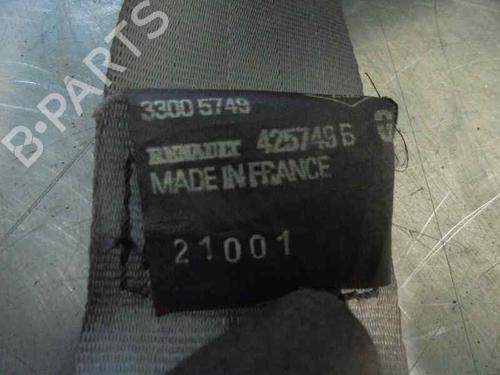 B-PARTS
3300 5749
RENAULT 425749 B
MADE IN FRANCE
21001